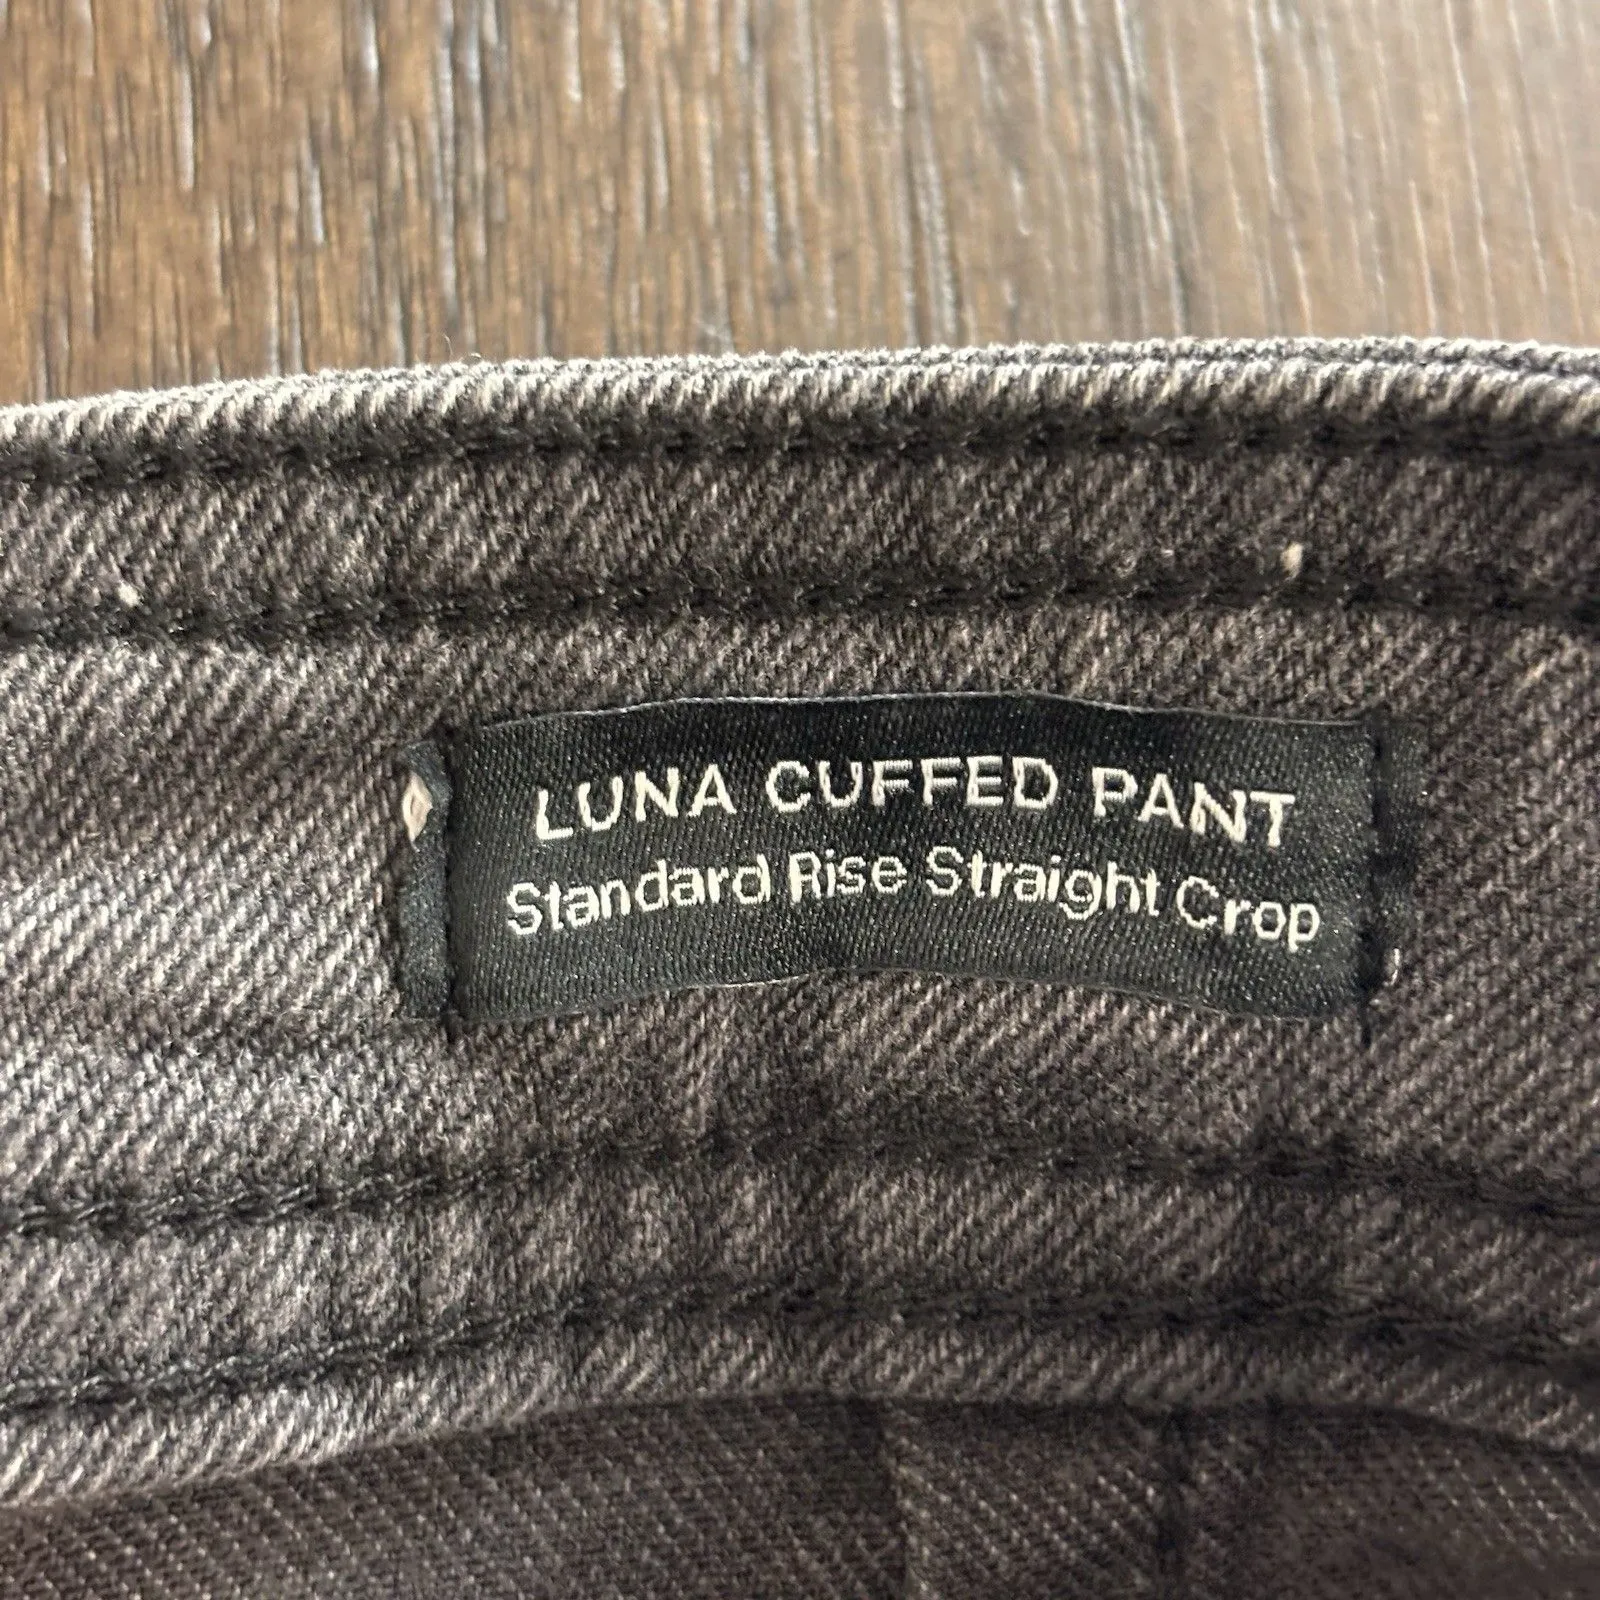 LUNA CUFFED PANT
Standard Rise Straight Crop